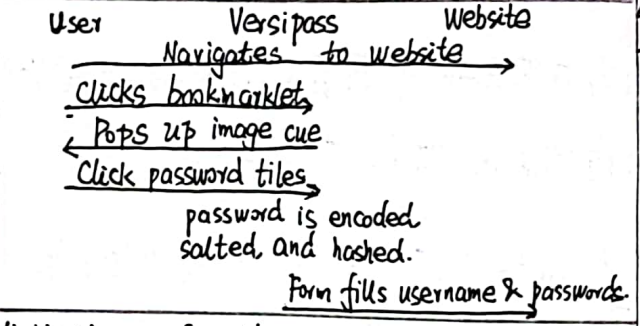 User Versipass Website
Navigates to website
Clicks bookmarklet
Pops up image cue
Click password tiles
password is encoded
salted, and hashed.
Form fills username & passwords.